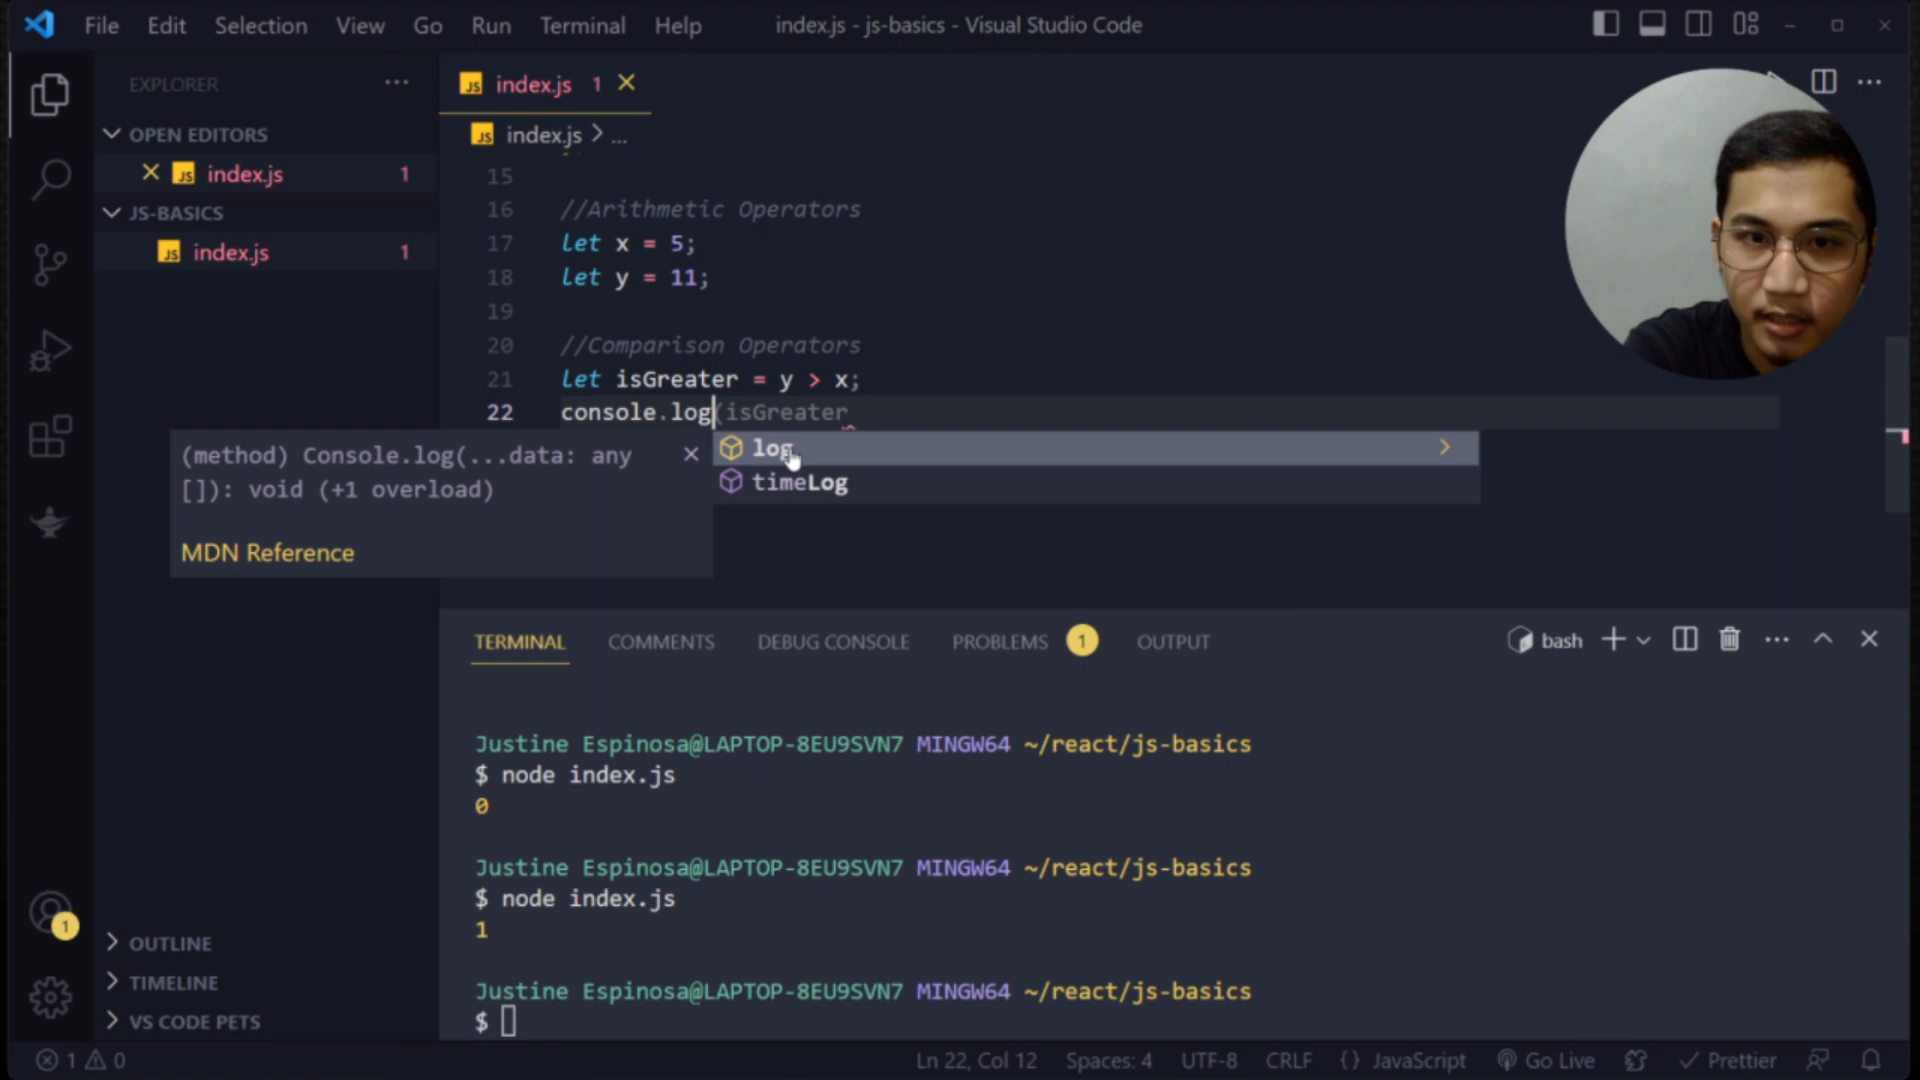 File Edit Selection View Go Run Terminal Help index.js - js-basics - Visual Studio Code
EXPLORER
OPEN EDITORS
index.js 1
JS-BASICS
index.js 1
OUTLINE
TIMELINE
VS CODE PETS
index.js 1
index.js > ...
15
16 //Arithmetic Operators
17 let x = 5;
18 let y = 11;
19
20 //Comparison Operators
21 let isGreater = y > x;
22 console.log(isGreater
(method) Console.log(...data: any
[]): void (+1 overload)
MDN Reference
log
timeLog
TERMINAL COMMENTS DEBUG CONSOLE PROBLEMS 1 OUTPUT bash
Justine Espinosa@LAPTOP-8EU9SVN7 MINGW64 ~/react/js-basics
$ node index.js
0
Justine Espinosa@LAPTOP-8EU9SVN7 MINGW64 ~/react/js-basics
$ node index.js
1
Justine Espinosa@LAPTOP-8EU9SVN7 MINGW64 ~/react/js-basics
$
1
1 0 Ln 22, Col 12 Spaces: 4 UTF-8 CRLF {} JavaScript Go Live Prettier